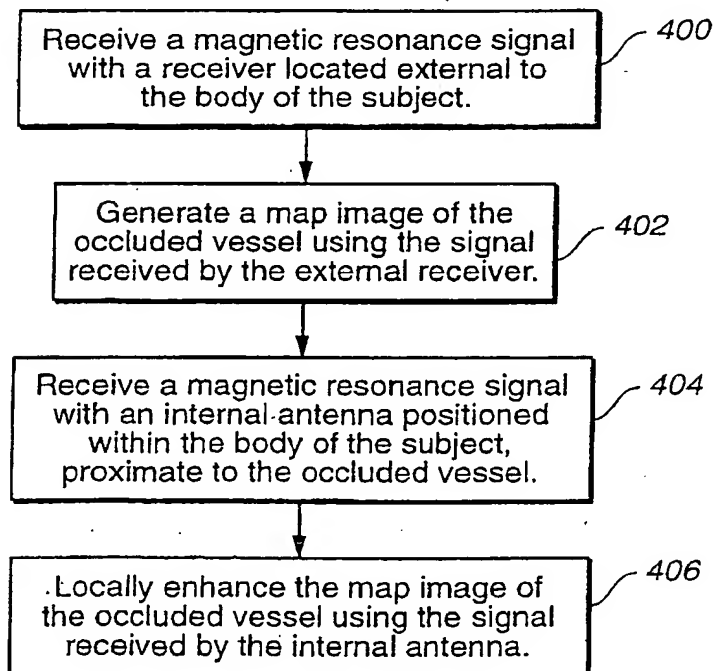 Receive a magnetic resonance signal
with a receiver located external to
the body of the subject.
400
Generate a map image of the
occluded vessel using the signal
received by the external receiver.
402
Receive a magnetic resonance signal
with an internal antenna positioned
within the body of the subject,
proximate to the occluded vessel.
404
Locally enhance the map image of
the occluded vessel using the signal
received by the internal antenna.
406